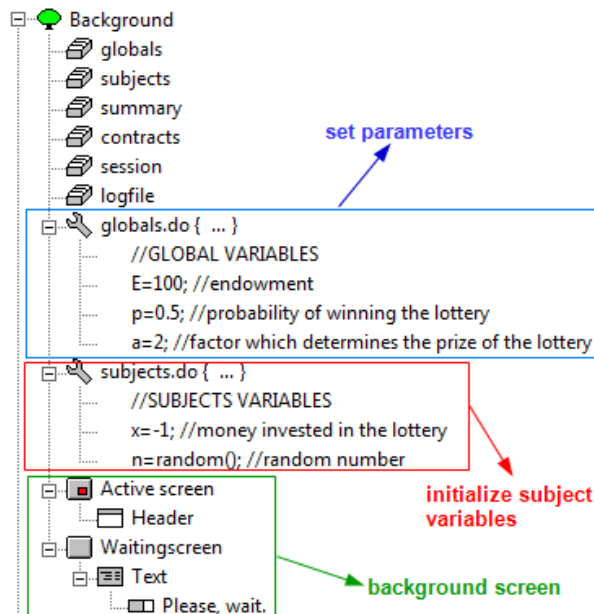 Background
globals
subjects
summary
contracts
set parameters
session
logfile
globals.do { ... }
//GLOBAL VARIABLES
E=100; //endowment
p=0.5; //probability of winning the lottery
a=2; //factor which determines the prize of the lottery
subjects.do { ... }
//SUBJECTS VARIABLES
x=-1; //money invested in the lottery
n=random(); //random number
initialize subject
variables
Active screen
Header
Waitingscreen
Text
background screen
Please, wait.